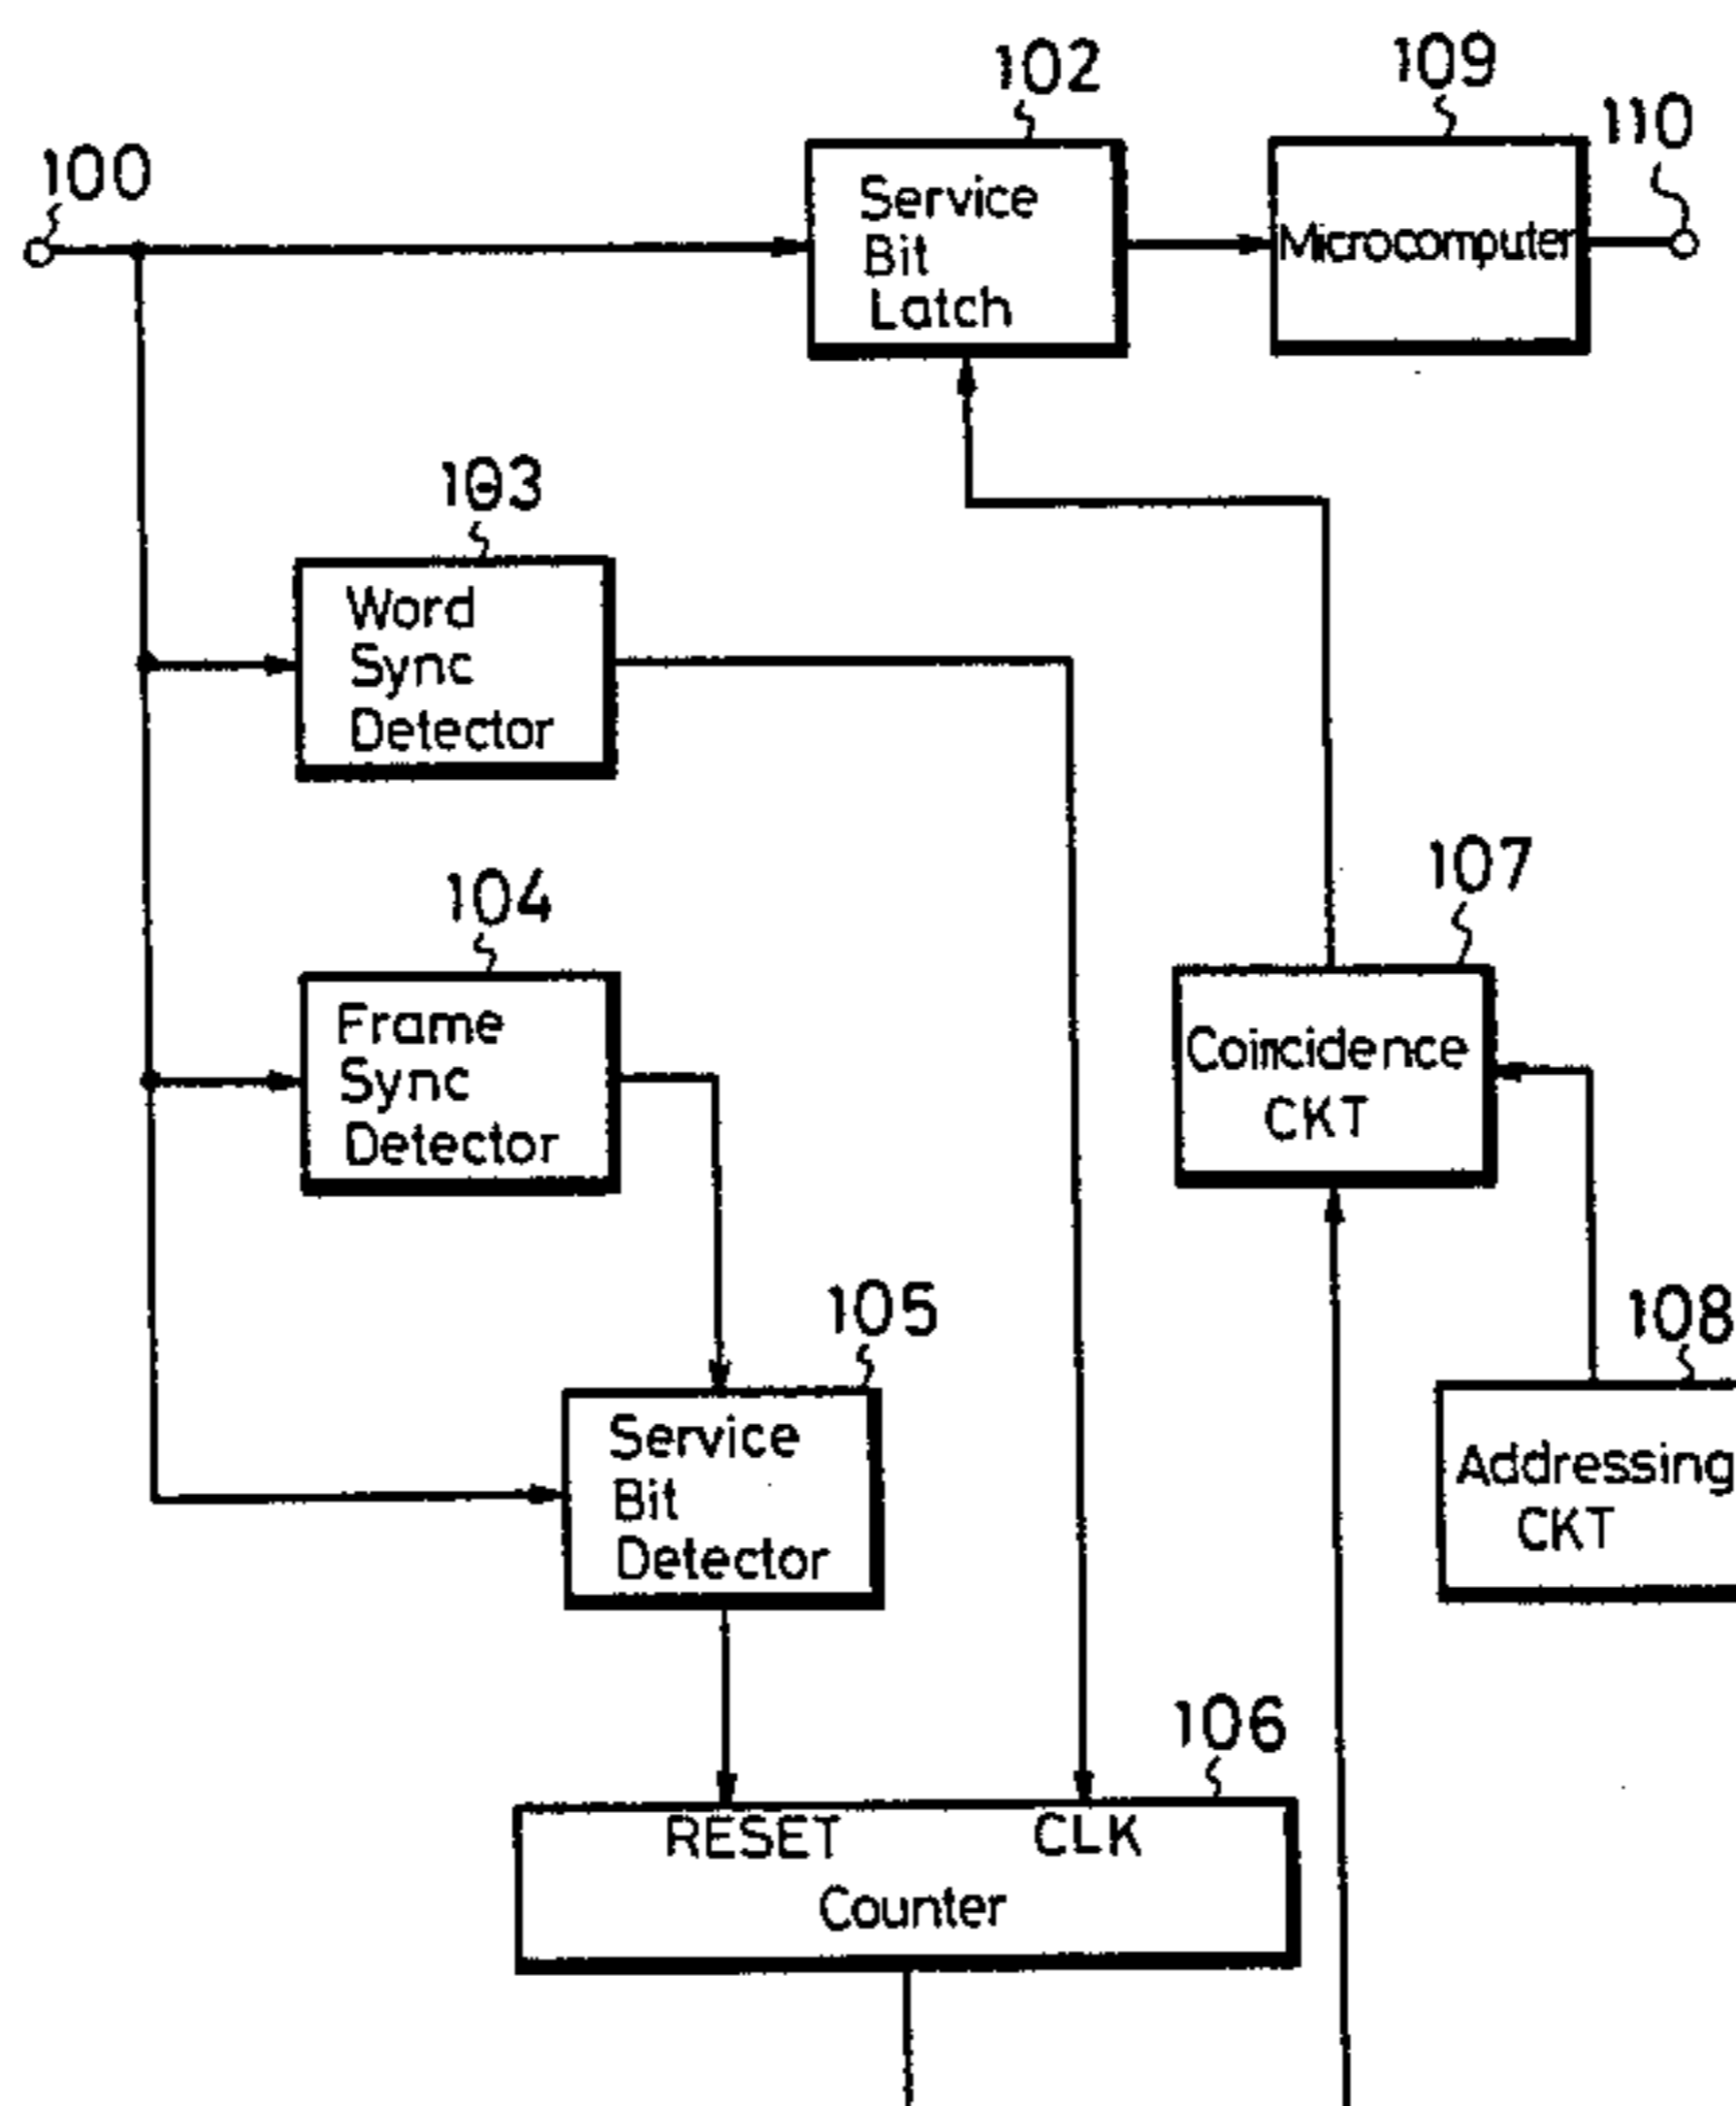 102
109
110
100
Service
Bit
Latch
Microcomputer
103
Word
Sync
Detector
104
107
Frame
Sync
Detector
Coincidence
CKT
105
108
Service
Bit
Detector
Addressing
CKT
106
RESET CLK
Counter